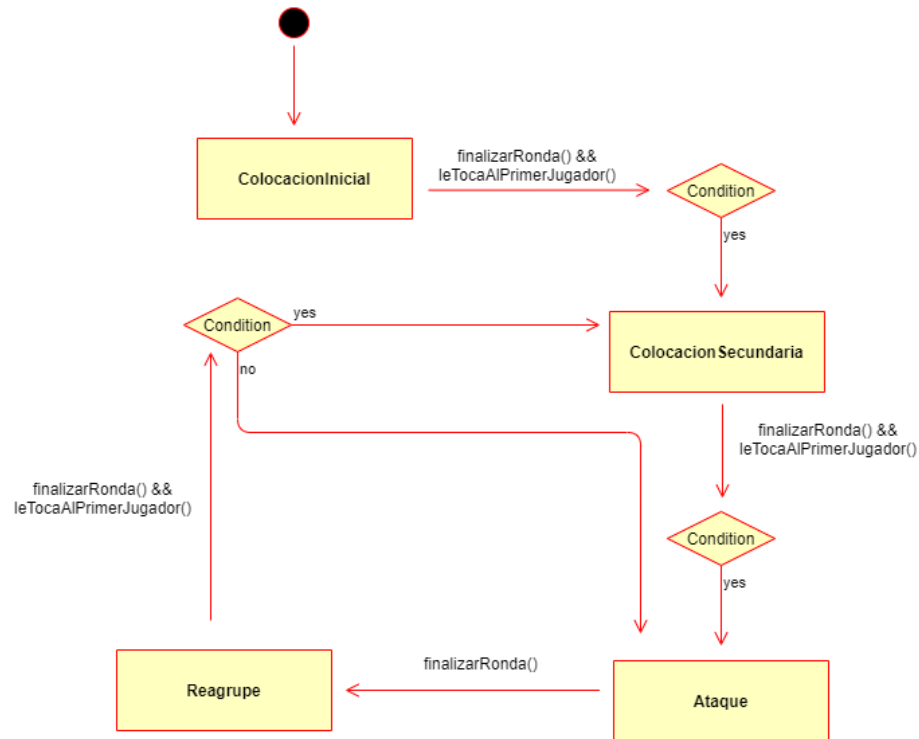 finalizarRonda() &&
leTocaAlPrimerJugador()
ColocacionInicial
Condition
yes
Condition
yes
ColocacionSecundaria
no
finalizarRonda() &&
leTocaAlPrimerJugador()
finalizarRonda() &&
leTocaAlPrimerJugador()
Condition
yes
finalizarRonda()
Reagrupe
Ataque